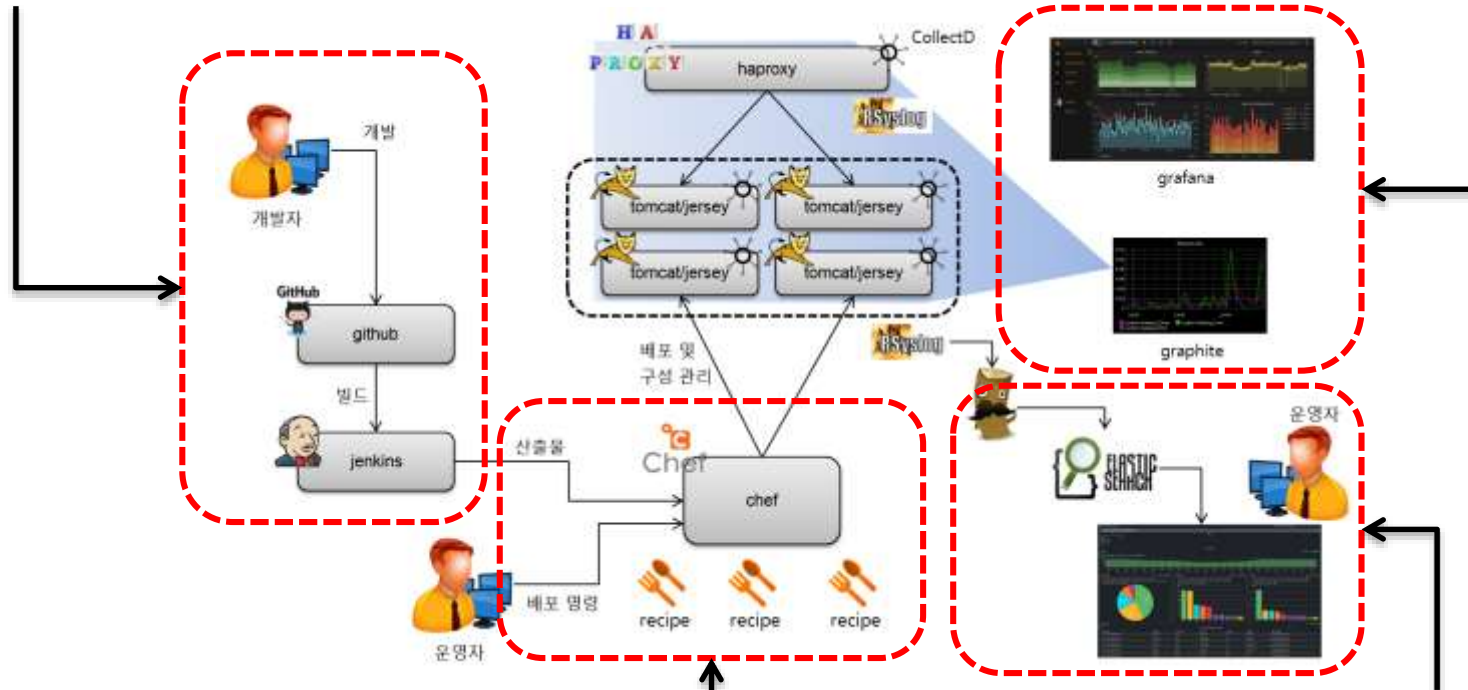 HA
PROXY
haproxy
CollectD
RSyslog
tomcat/jersey
tomcat/jersey
tomcat/jersey
tomcat/jersey
grafana
graphite
개발
개발자
GitHub
github
빌드
jenkins
산출물
배포 및
구성 관리
Chef
chef
배포 명령
운영자
recipe
recipe
recipe
RSyslog
ELASTIC
SEARCH
운영자